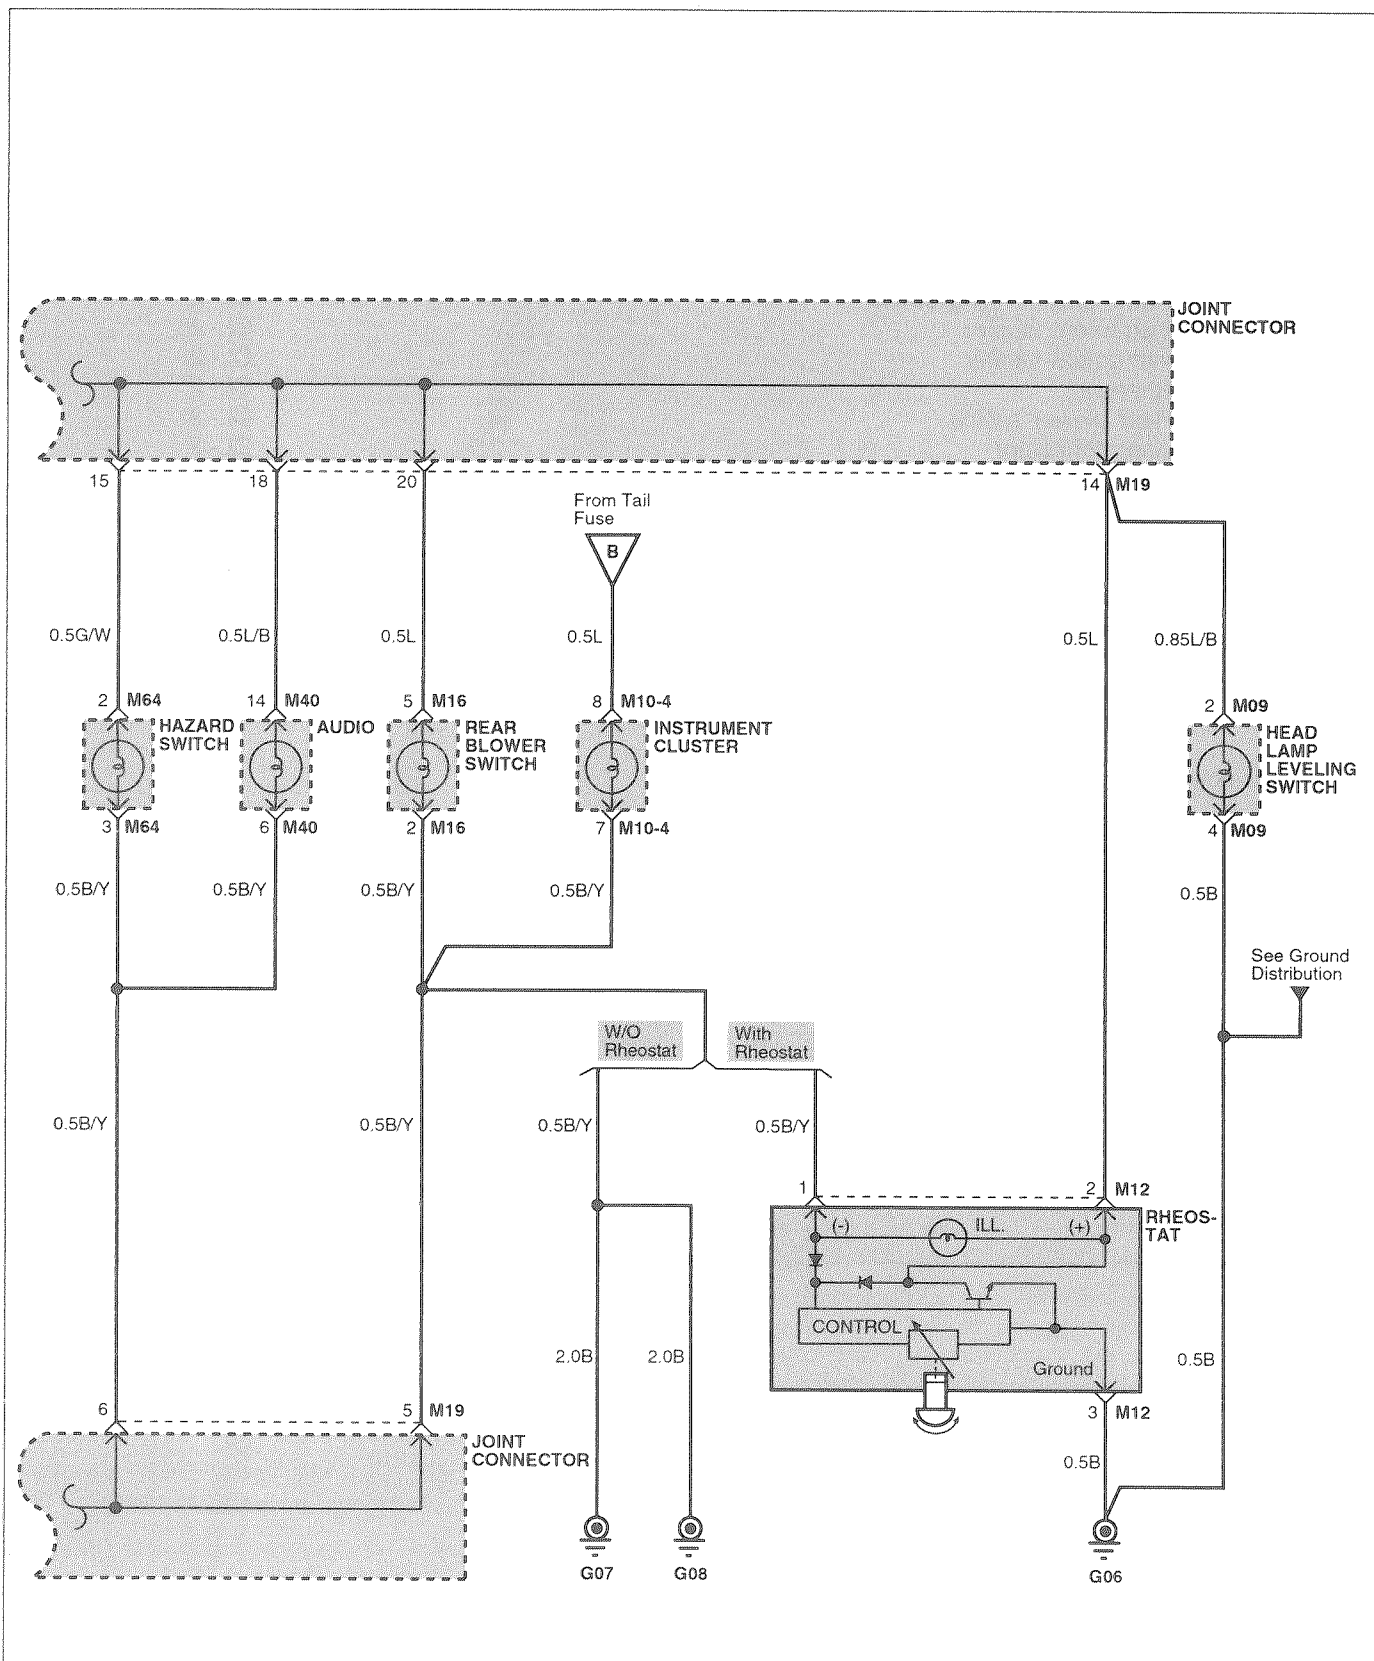 JOINT
CONNECTOR
15
18
20
14 M19
From Tail
Fuse
B
0.5G/W
0.5L/B
0.5L
0.5L
0.5L
0.85L/B
2 M64
14 M40
5 M16
8 M10-4
2 M09
HAZARD
SWITCH
AUDIO
REAR
BLOWER
SWITCH
INSTRUMENT
CLUSTER
HEAD
LAMP
LEVELING
SWITCH
3 M64
6 M40
2 M16
7 M10-4
4 M09
0.5B/Y
0.5B/Y
0.5B/Y
0.5B/Y
0.5B
See Ground
Distribution
W/O
Rheostat
With
Rheostat
0.5B/Y
0.5B/Y
0.5B/Y
0.5B/Y
1
2 M12
RHEOS-
TAT
(-)
ILL.
(+)
CONTROL
Ground
2.0B
2.0B
0.5B
6
5 M19
3 M12
JOINT
CONNECTOR
0.5B
G07
G08
G06